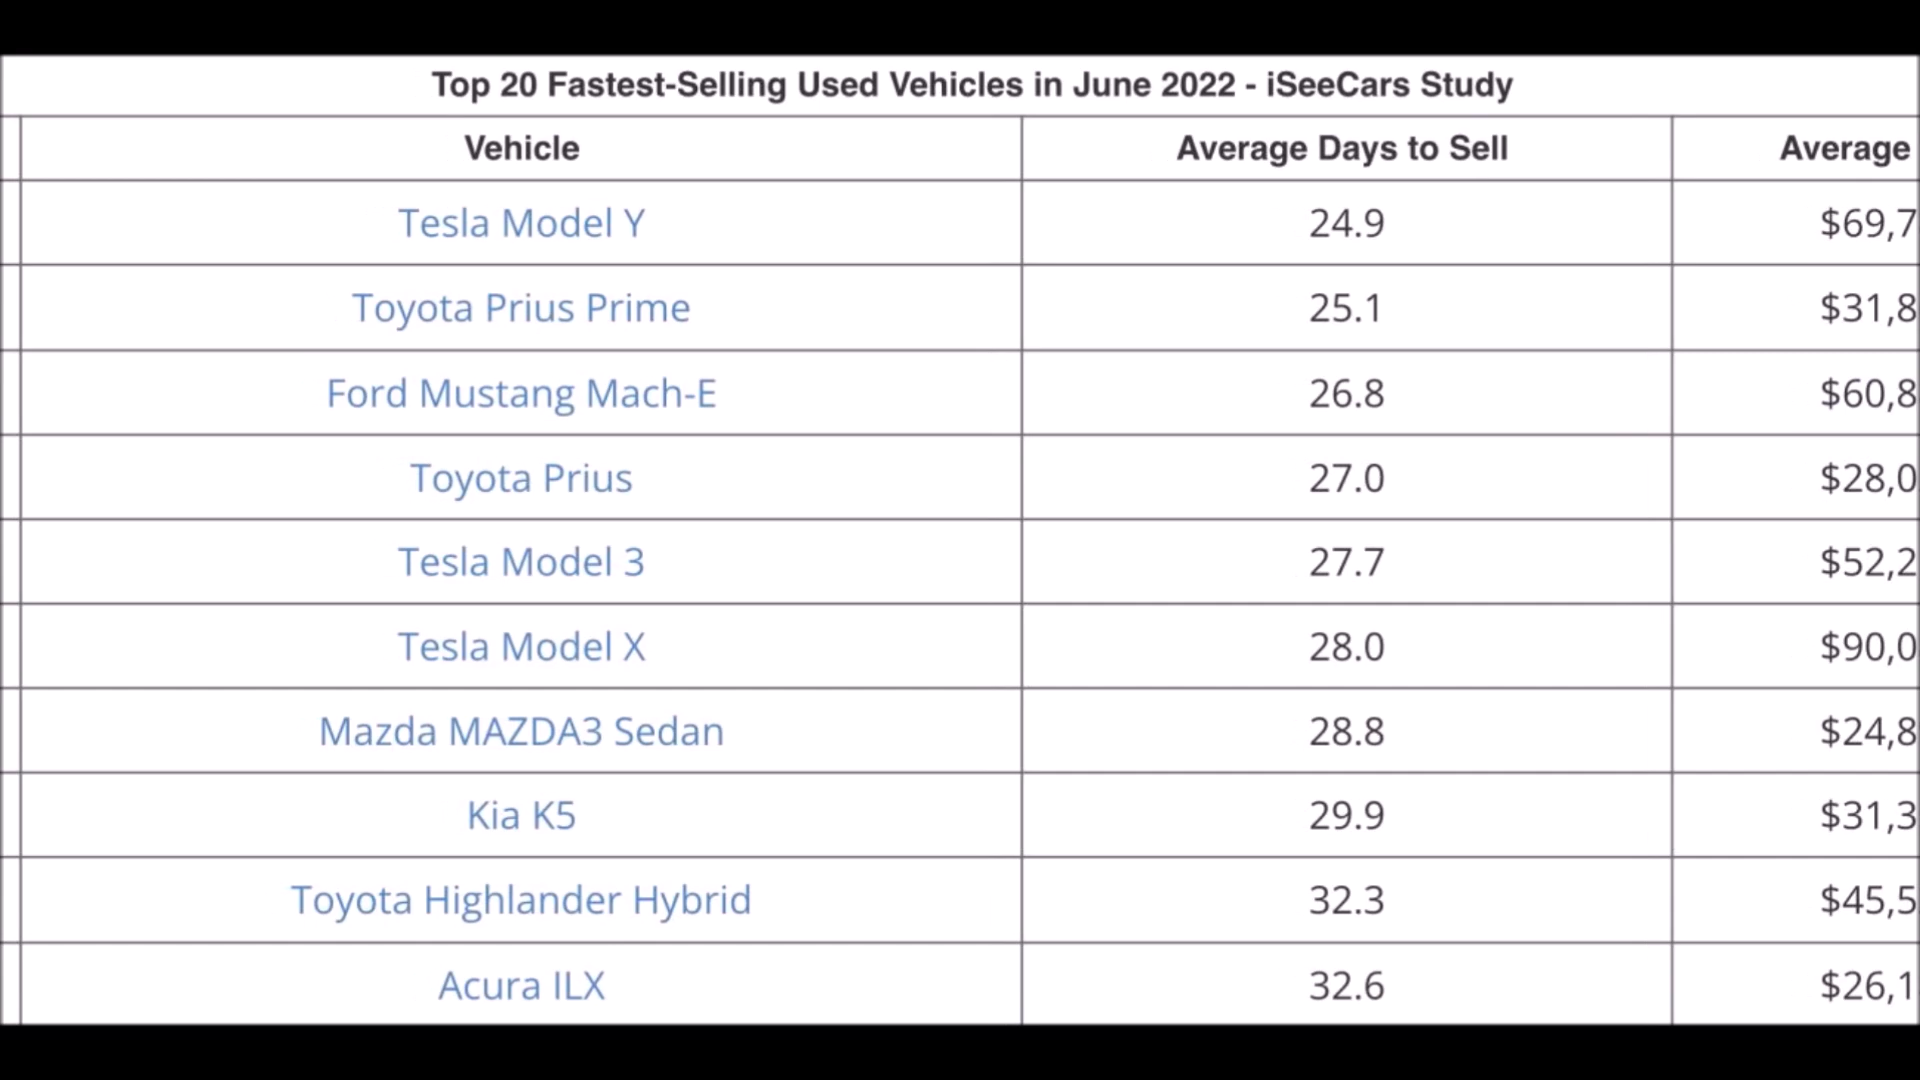 Top 20 Fastest-Selling Used Vehicles in June 2022 - iSeeCars Study
Vehicle Average Days to Sell Average
Tesla Model Y 24.9 $69,7
Toyota Prius Prime 25.1 $31,8
Ford Mustang Mach-E 26.8 $60,8
Toyota Prius 27.0 $28,0
Tesla Model 3 27.7 $52,2
Tesla Model X 28.0 $90,0
Mazda MAZDA3 Sedan 28.8 $24,8
Kia K5 29.9 $31,3
Toyota Highlander Hybrid 32.3 $45,5
Acura ILX 32.6 $26,1